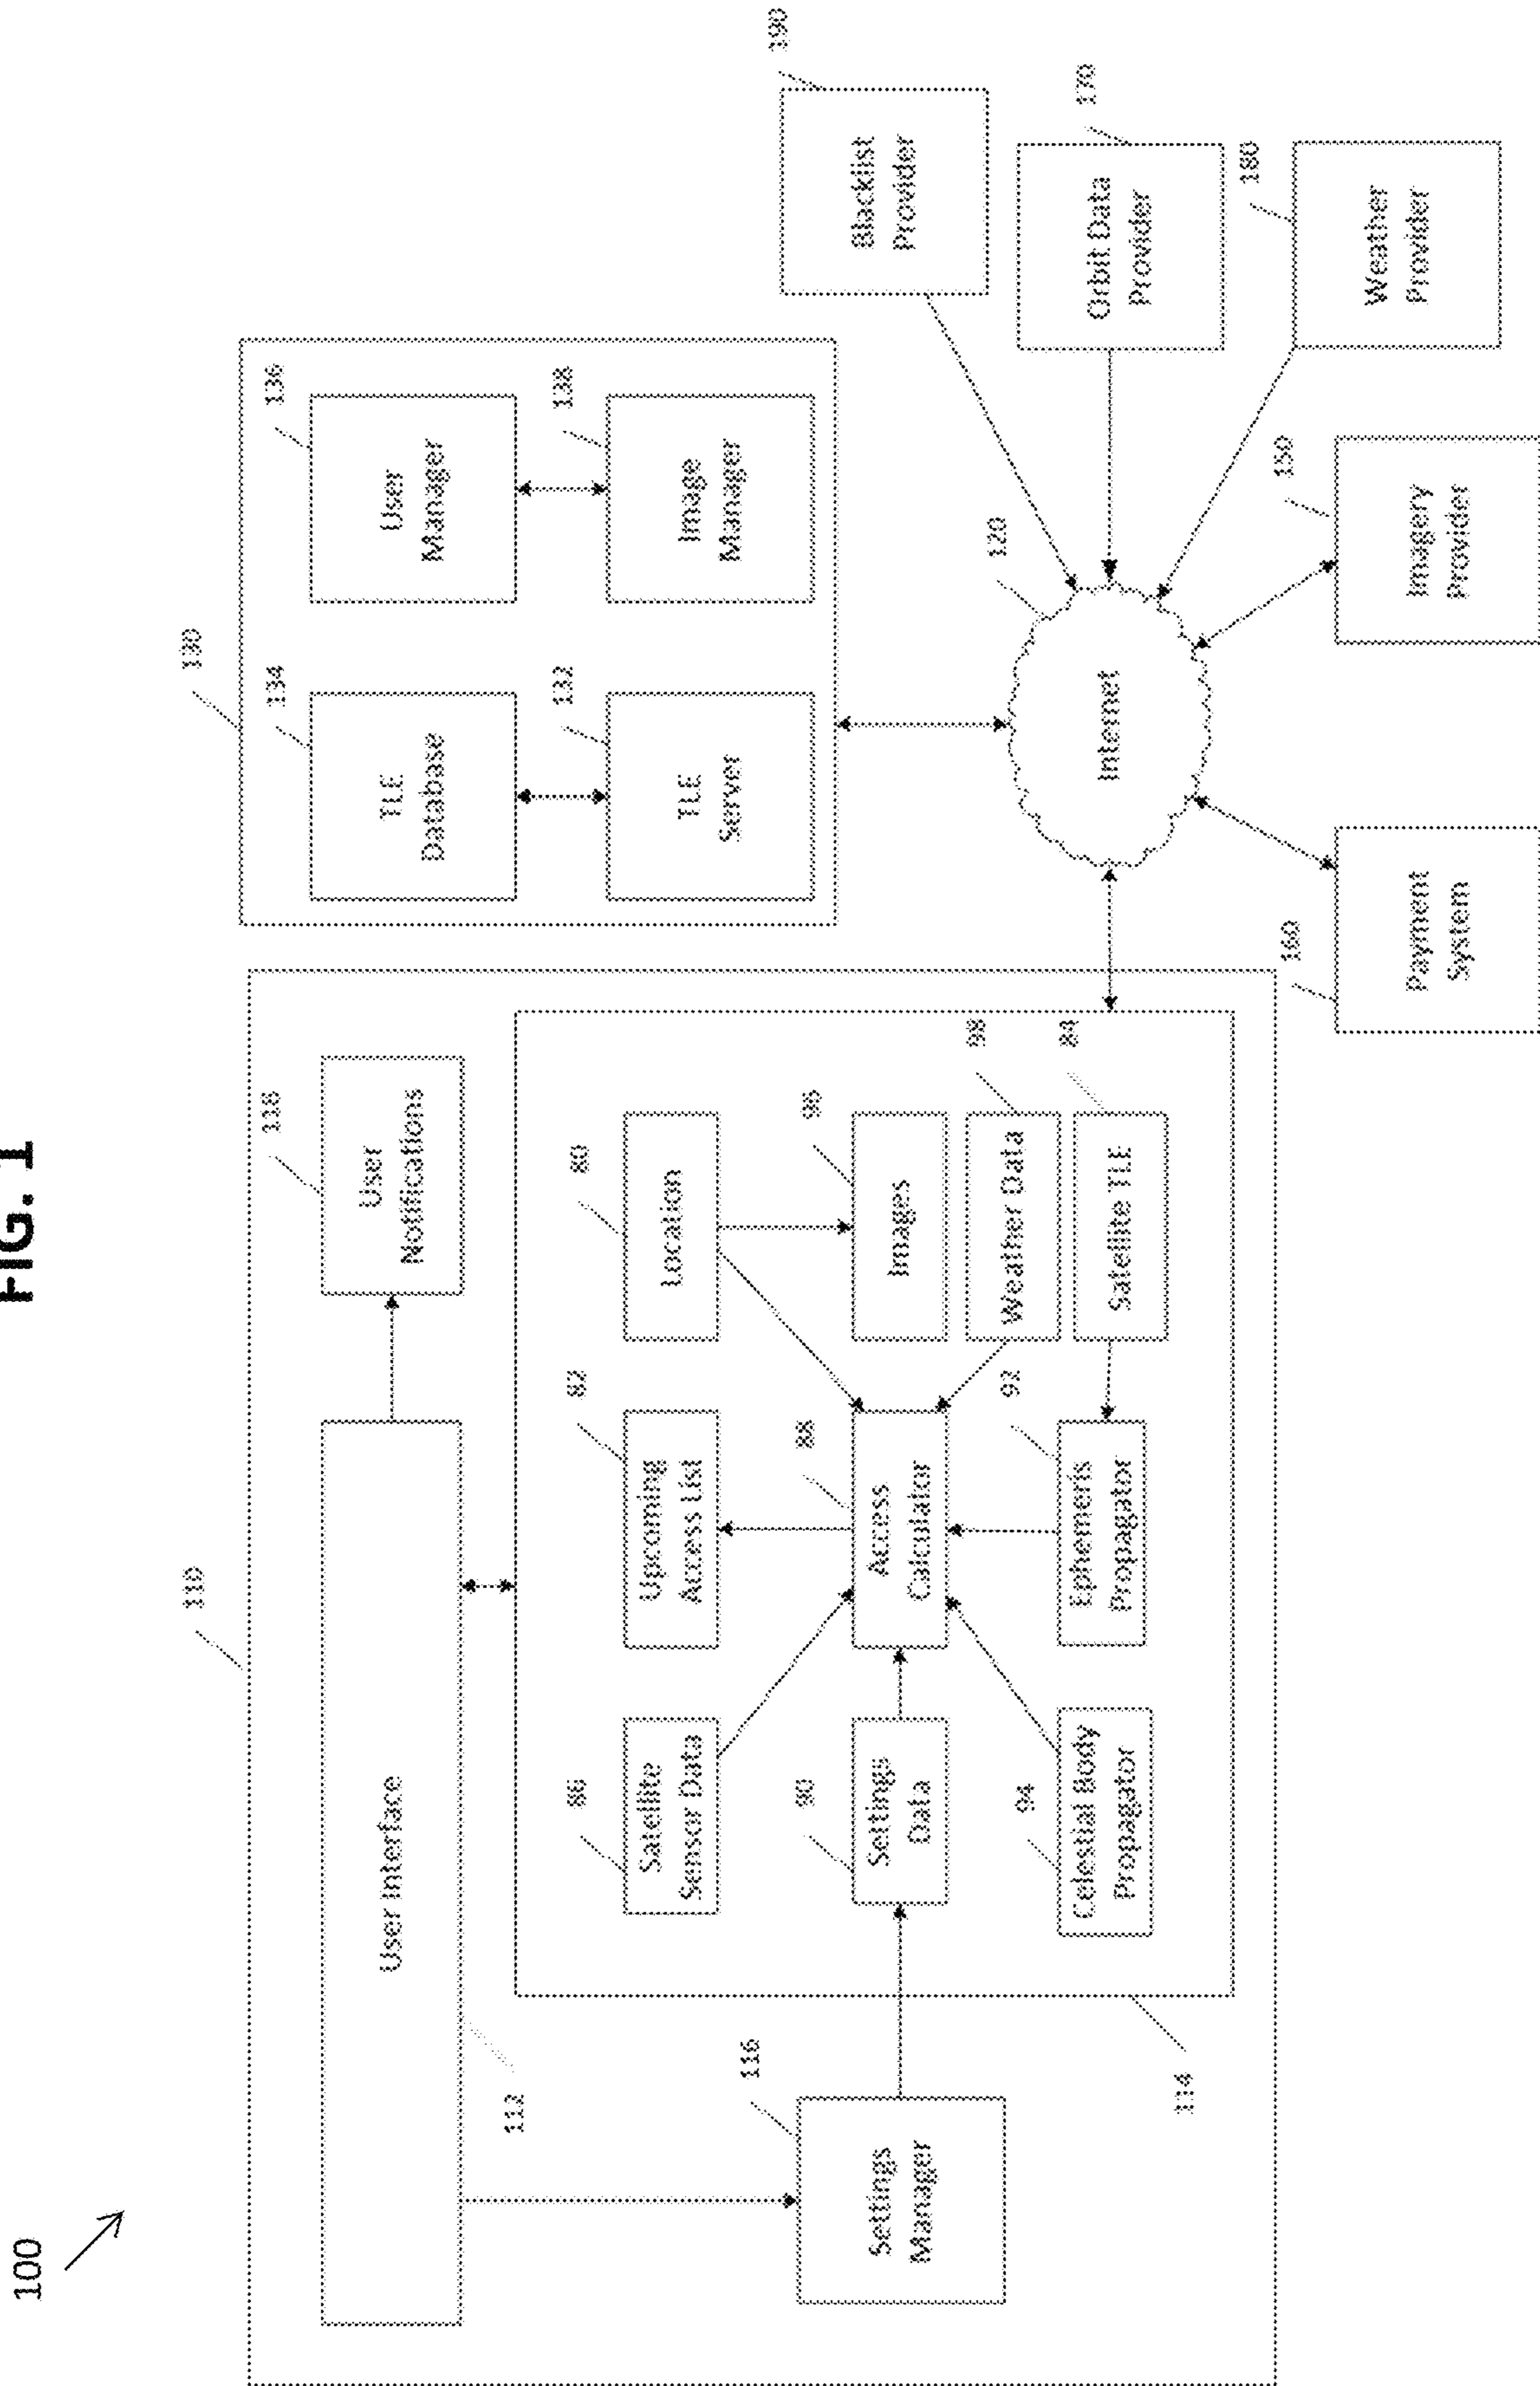 FIG. 1
100
110
112
User Interface
118
User
Notifications
116
Settings
Manager
114
86
Satellite
Sensor Data
82
Upcoming
Access List
80
Location
90
Settings
Data
88
Access
Calculator
96
Images
98
Weather Data
94
Celestial Body
Propagator
92
Ephemeris
Propagator
84
Satellite TLE
130
134
TLE
Database
136
User
Manager
132
TLE
Server
138
Image
Manager
120
Internet
190
Blacklist
Provider
170
Orbit Data
Provider
180
Weather
Provider
160
Payment
System
150
Imagery
Provider